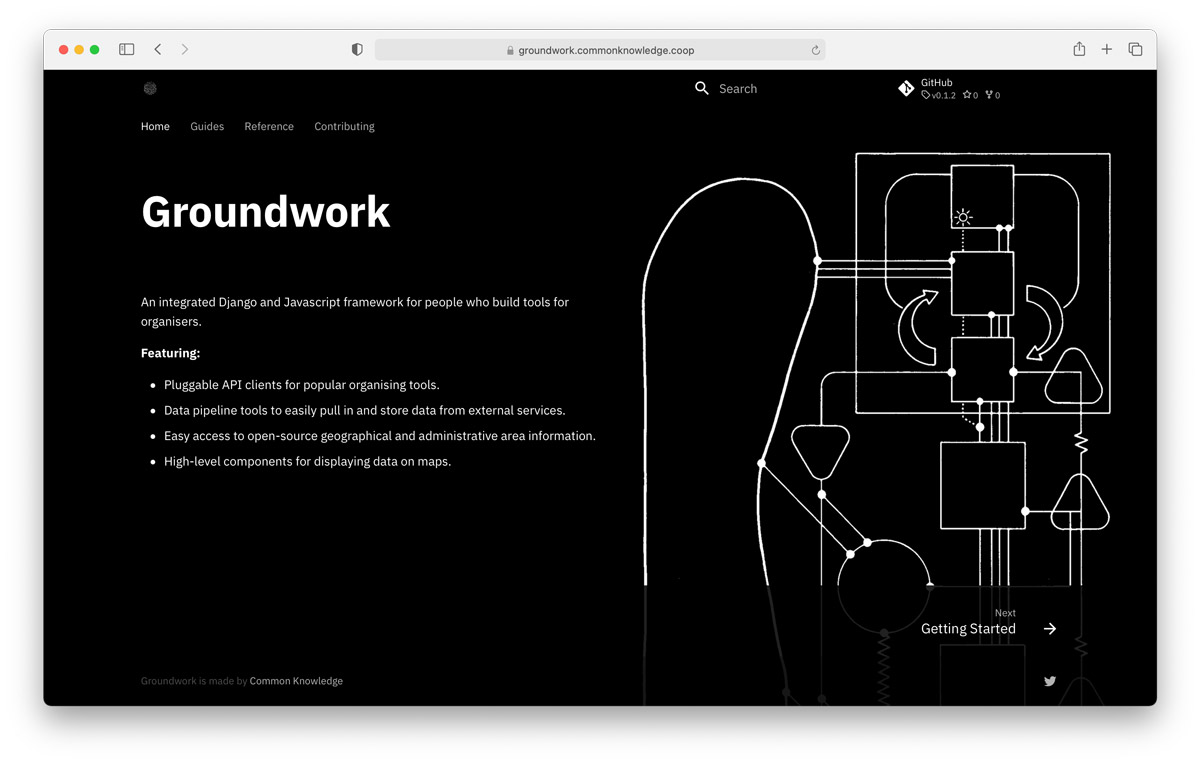 groundwork.commonknowledge.coop
Search
GitHub
v0.1.2 0 0
Home Guides Reference Contributing
Groundwork
An integrated Django and Javascript framework for people who build tools for
organisers.
Featuring:
Pluggable API clients for popular organising tools.
Data pipeline tools to easily pull in and store data from external services.
Easy access to open-source geographical and administrative area information.
High-level components for displaying data on maps.
Next
Getting Started
Groundwork is made by Common Knowledge